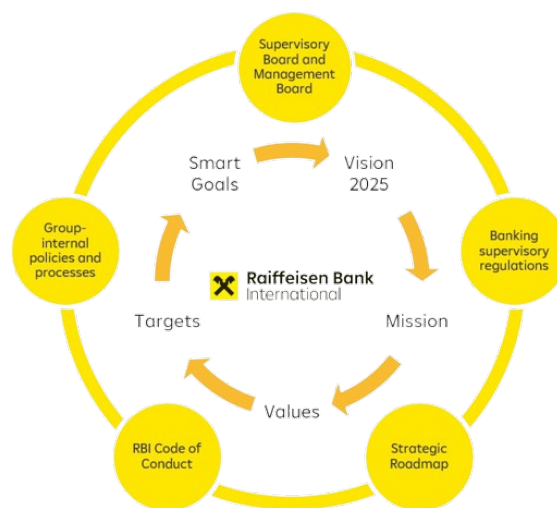 Supervisory
Board and
Management
Board
Smart
Goals
Vision
2025
Group-
internal
policies and
processes
Banking
supervisory
regulations
Raiffeisen Bank
International
Targets
Mission
Values
RBI Code of
Conduct
Strategic
Roadmap